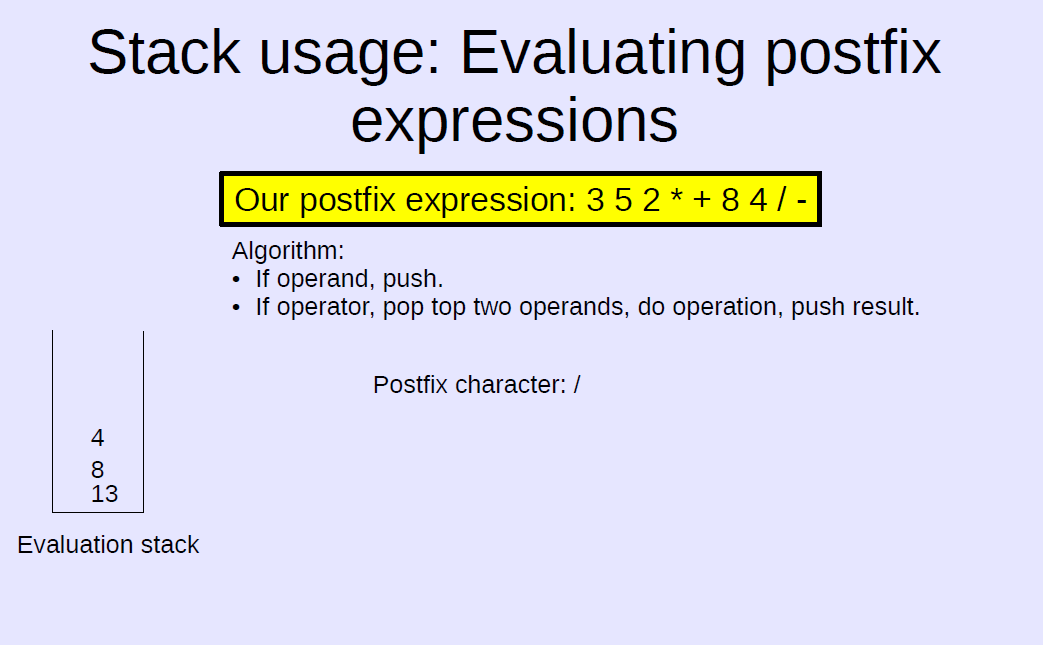 Stack usage: Evaluating postfix
expressions
Our postfix expression: 3 5 2 * + 8 4 / -
Algorithm:
• If operand, push.
• If operator, pop top two operands, do operation, push result.
Postfix character: /
4
8
13
Evaluation stack